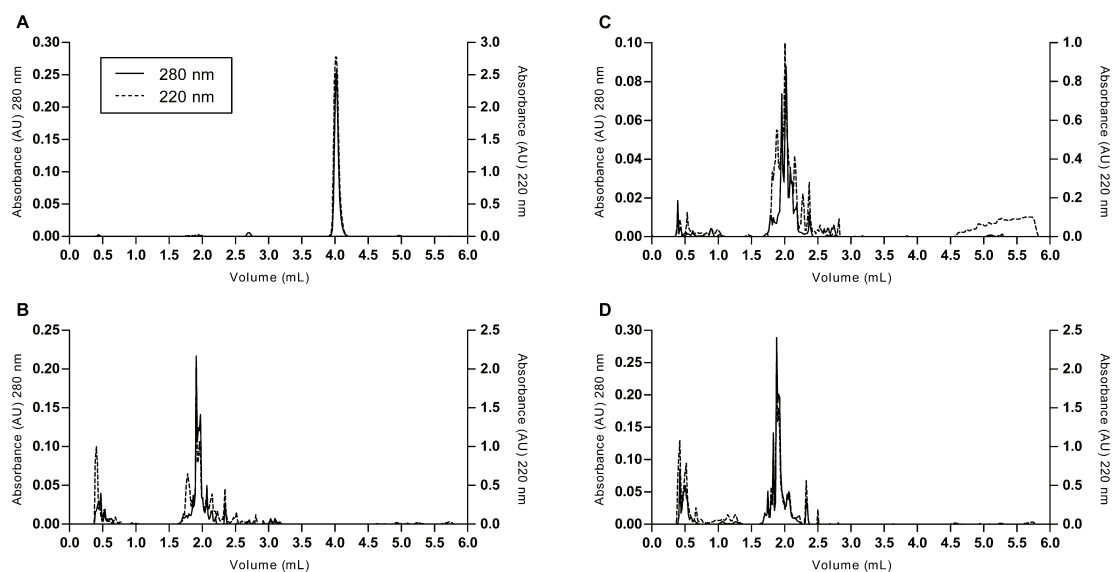 A
0.30 0.25 0.20 0.15 0.10 0.05 0.00
Absorbance (AU) 280 nm
280 nm
220 nm
3.0 2.5 2.0 1.5 1.0 0.5 0.0
Absorbance (AU) 220 nm
0.0 0.5 1.0 1.5 2.0 2.5 3.0 3.5 4.0 4.5 5.0 5.5 6.0
Volume (mL)
C
0.10 0.08 0.06 0.04 0.02 0.00
Absorbance (AU) 280 nm
1.0 0.8 0.6 0.4 0.2 0.0
Absorbance (AU) 220 nm
0.0 0.5 1.0 1.5 2.0 2.5 3.0 3.5 4.0 4.5 5.0 5.5 6.0
Volume (mL)
B
0.25 0.20 0.15 0.10 0.05 0.00
Absorbance (AU) 280 nm
2.5 2.0 1.5 1.0 0.5 0.0
Absorbance (AU) 220 nm
0.0 0.5 1.0 1.5 2.0 2.5 3.0 3.5 4.0 4.5 5.0 5.5 6.0
Volume (mL)
D
0.30 0.25 0.20 0.15 0.10 0.05 0.00
Absorbance (AU) 280 nm
2.5 2.0 1.5 1.0 0.5 0.0
Absorbance (AU) 220 nm
0.0 0.5 1.0 1.5 2.0 2.5 3.0 3.5 4.0 4.5 5.0 5.5 6.0
Volume (mL)